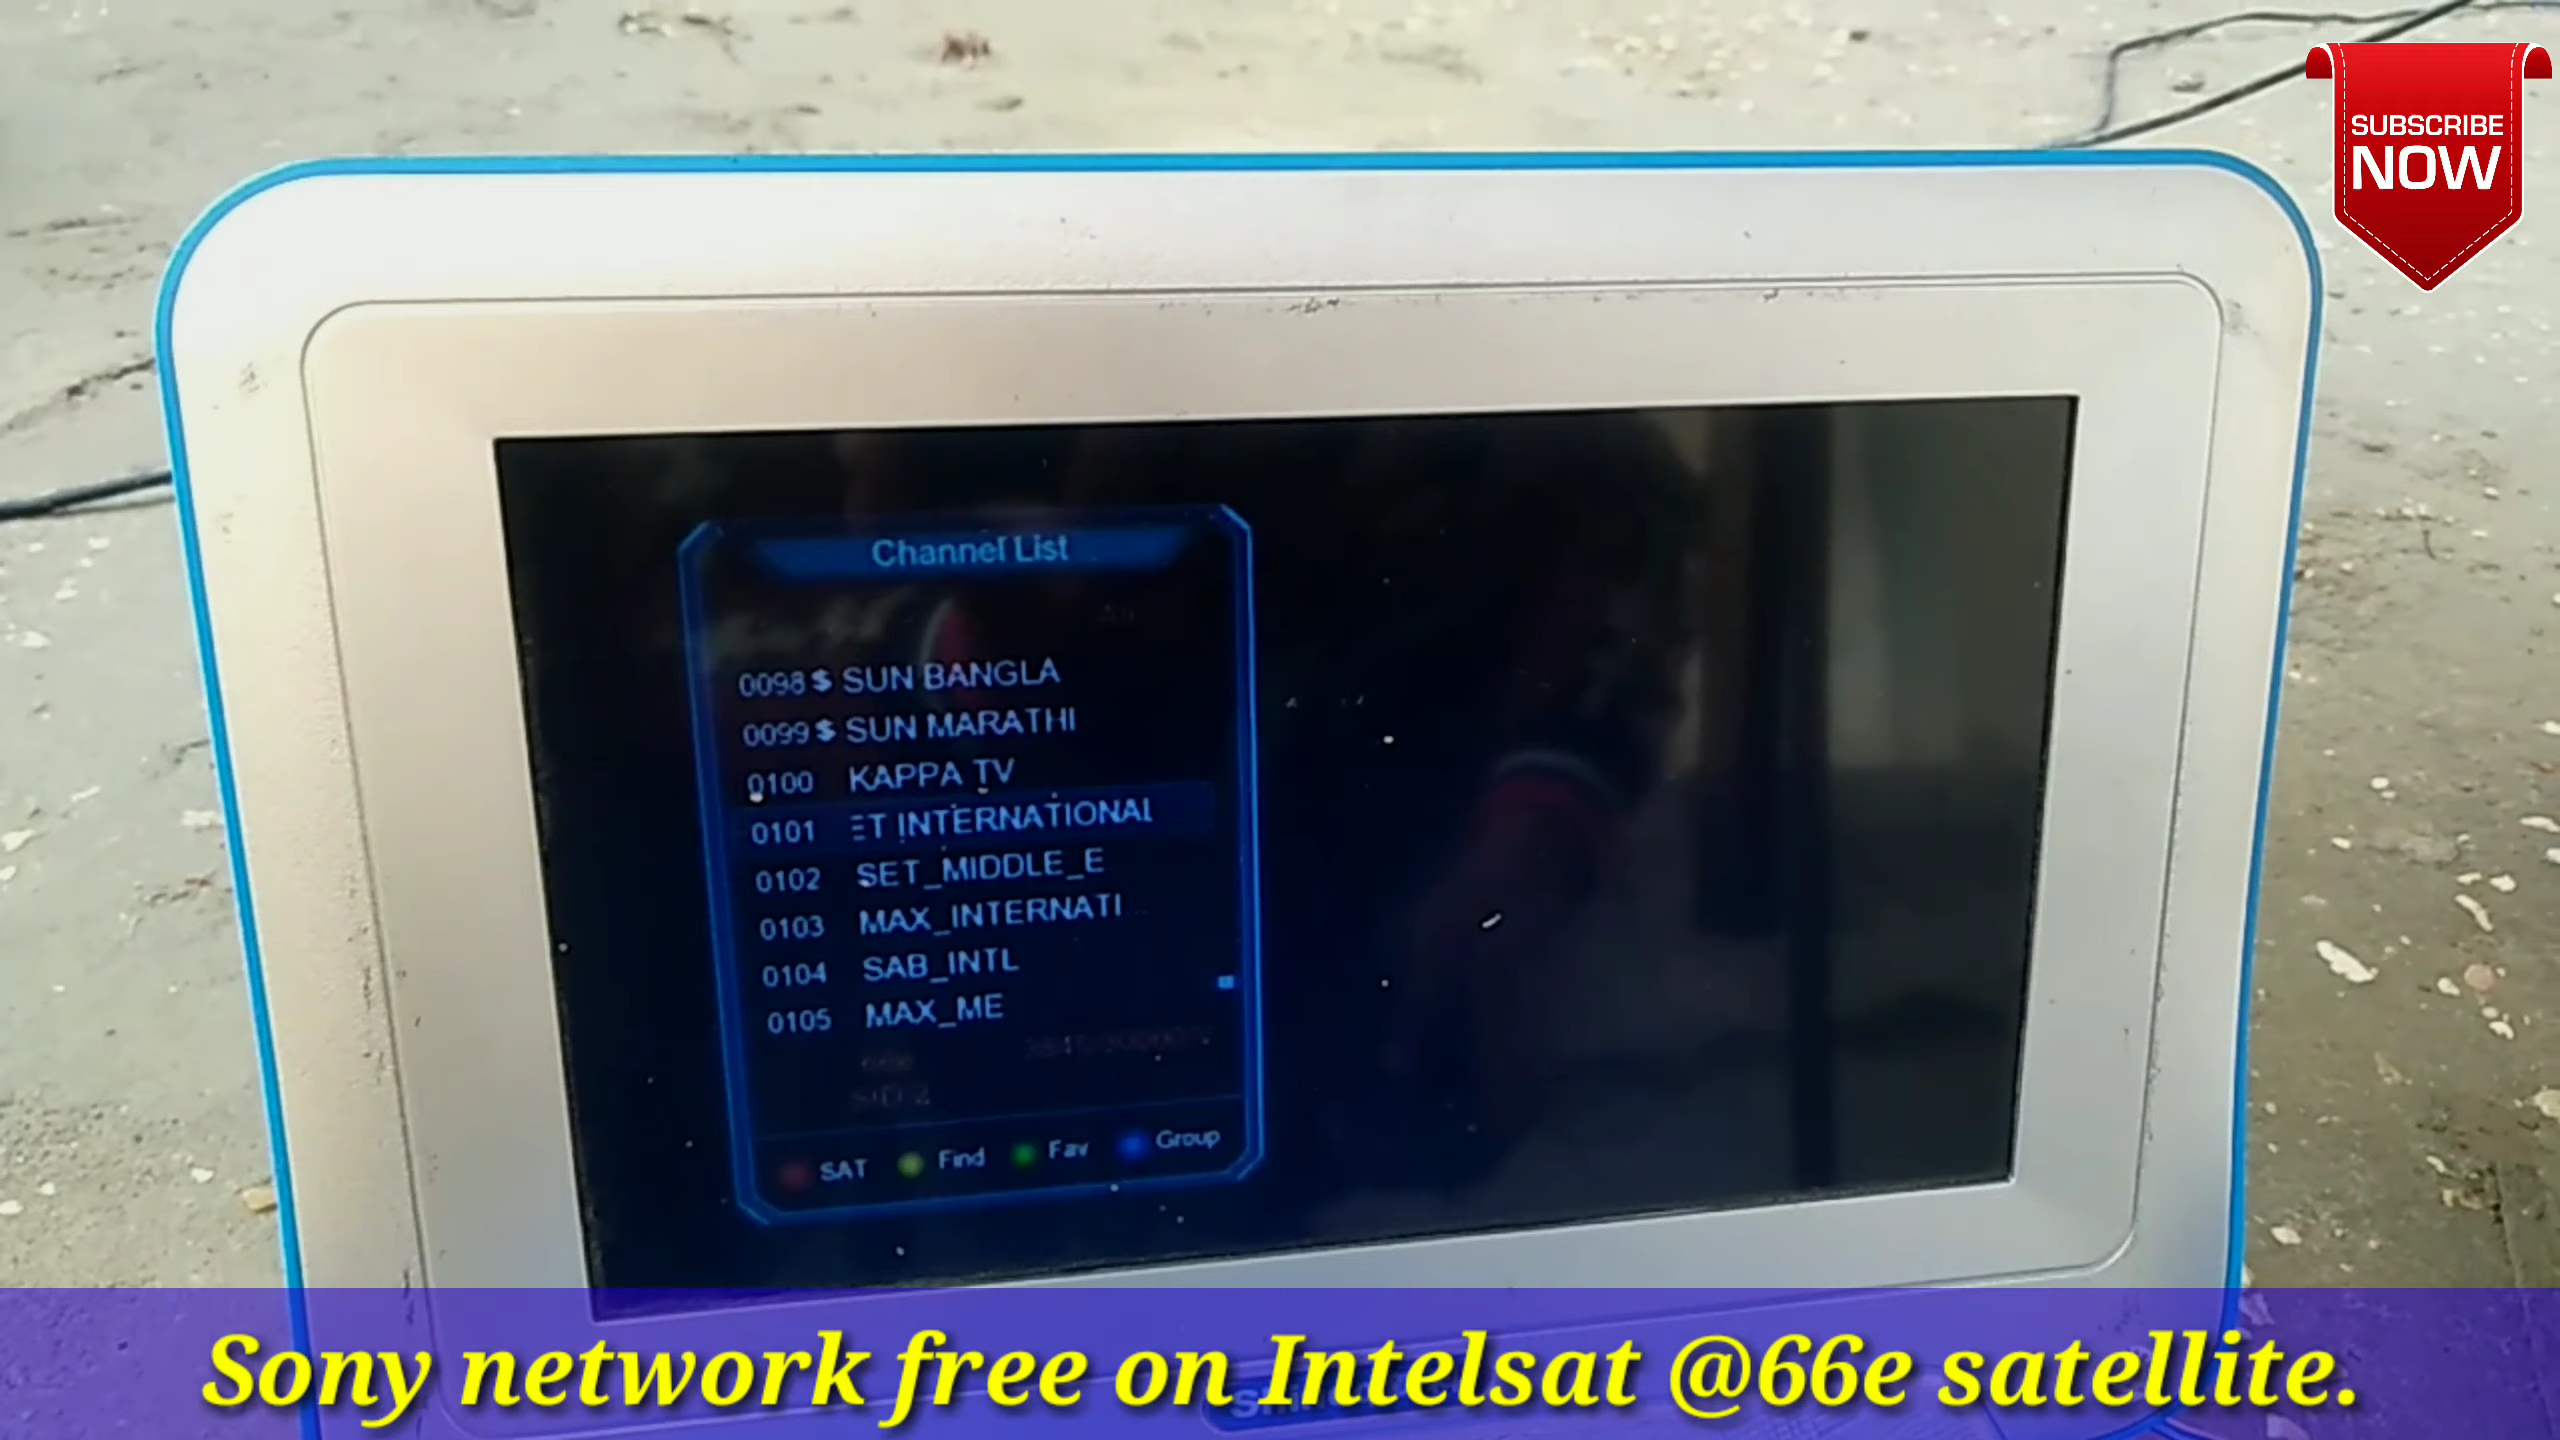 SUBSCRIBE
NOW
Channel List
0098 $ SUN BANGLA
0099 $ SUN MARATHI
0100 KAPPA TV
0101 ET INTERNATIONAL
0102 SET_MIDDLE_E
0103 MAX_INTERNATI...
0104 SAB_INTL
0105 MAX_ME
SAT Find Fav Group
Sony network free on Intelsat @66e satellite.